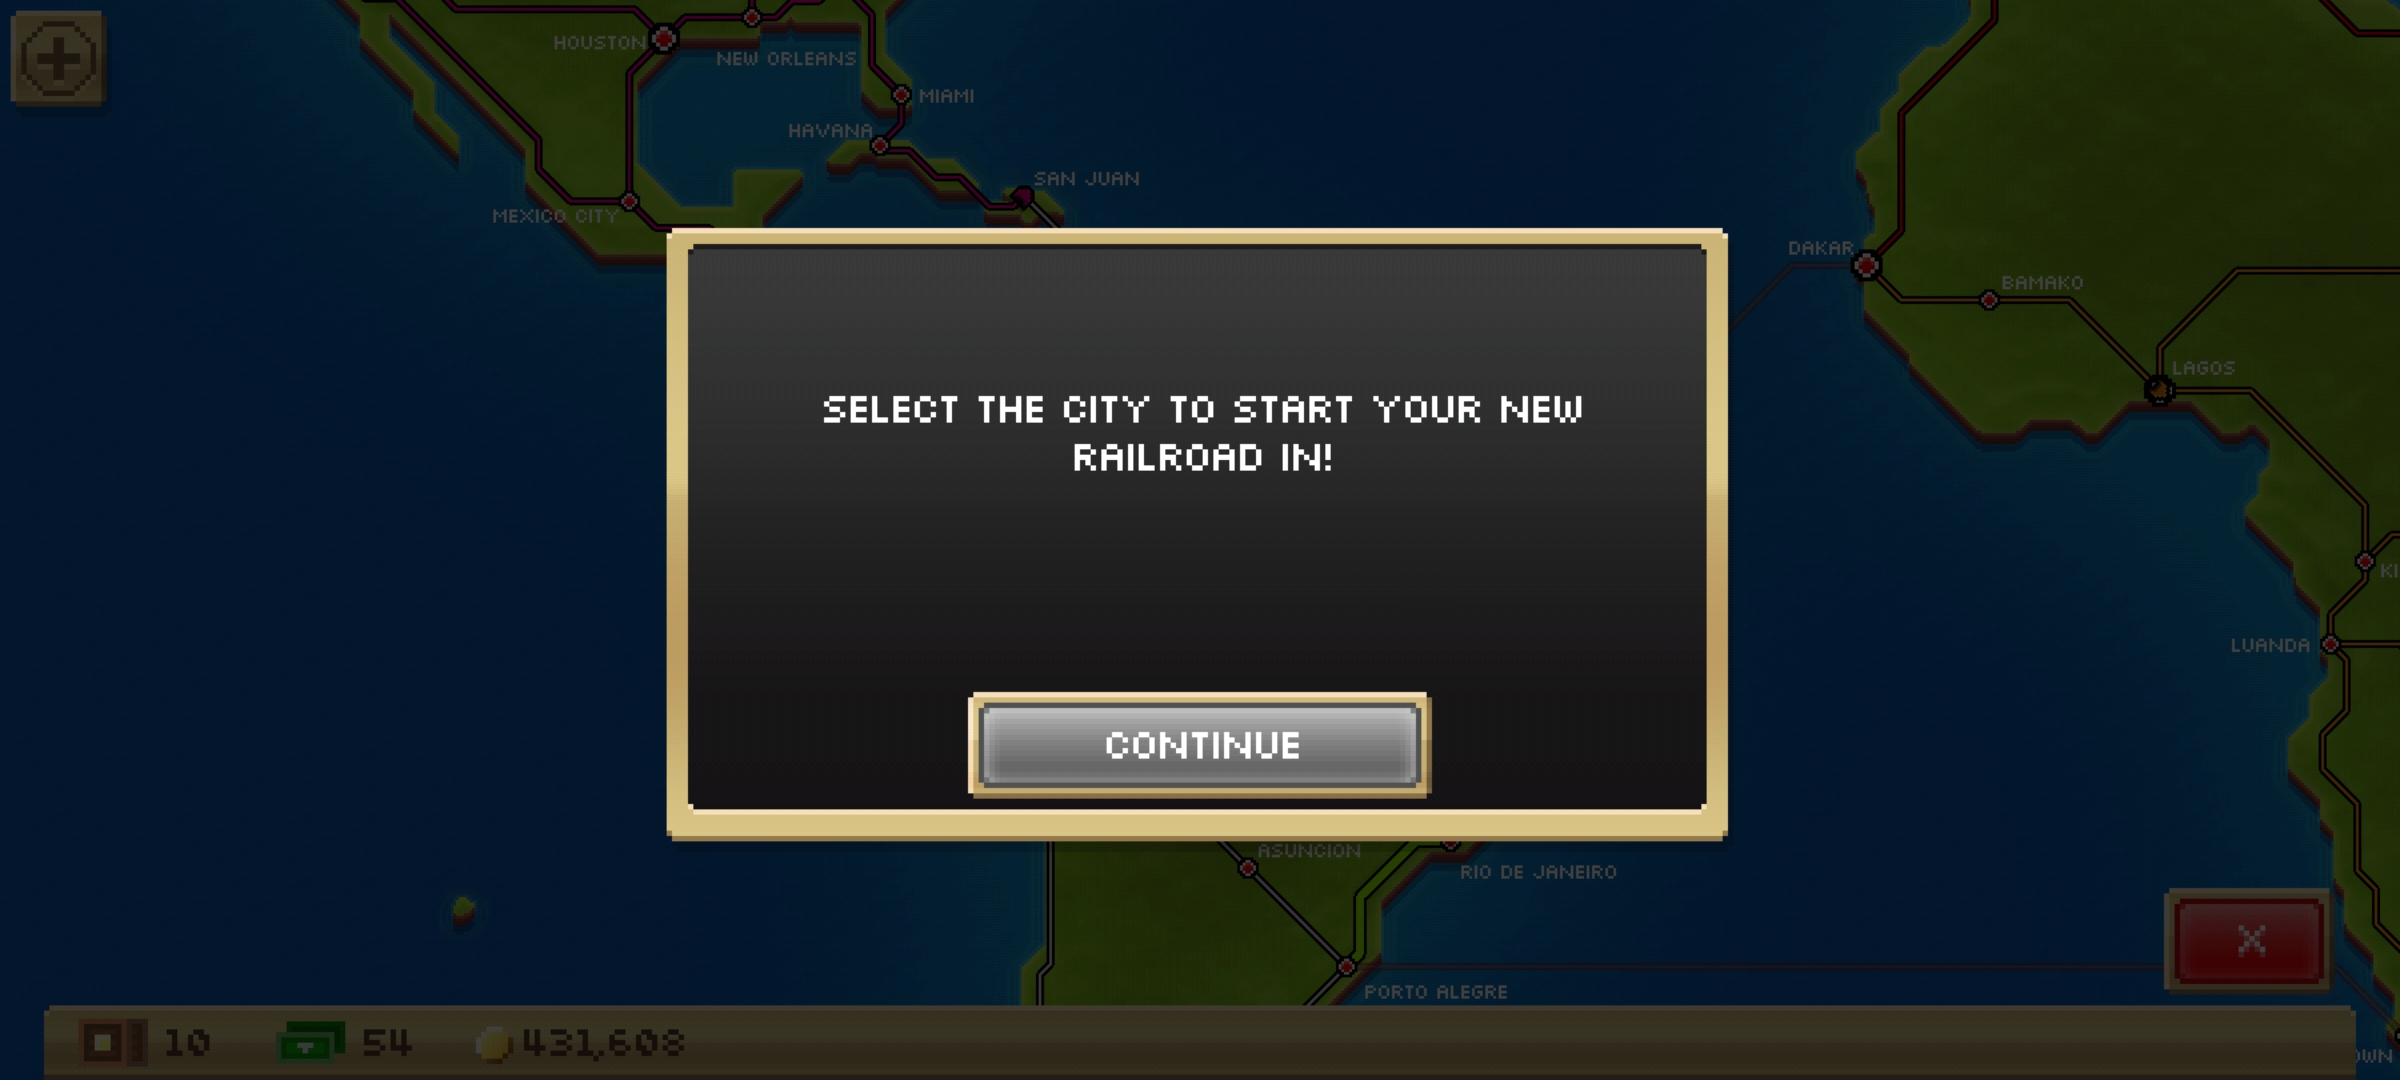 HOUSTON
NEW ORLEANS
MIAMI
HAVANA
SAN JUAN
MEXICO CITY
DAKAR
BAMAKO
LAGOS
SELECT THE CITY TO START YOUR NEW
RAILROAD IN!
LUANDA
CONTINUE
ASUNCION
RIO DE JANEIRO
X
PORTO ALEGRE
10
54
431,608